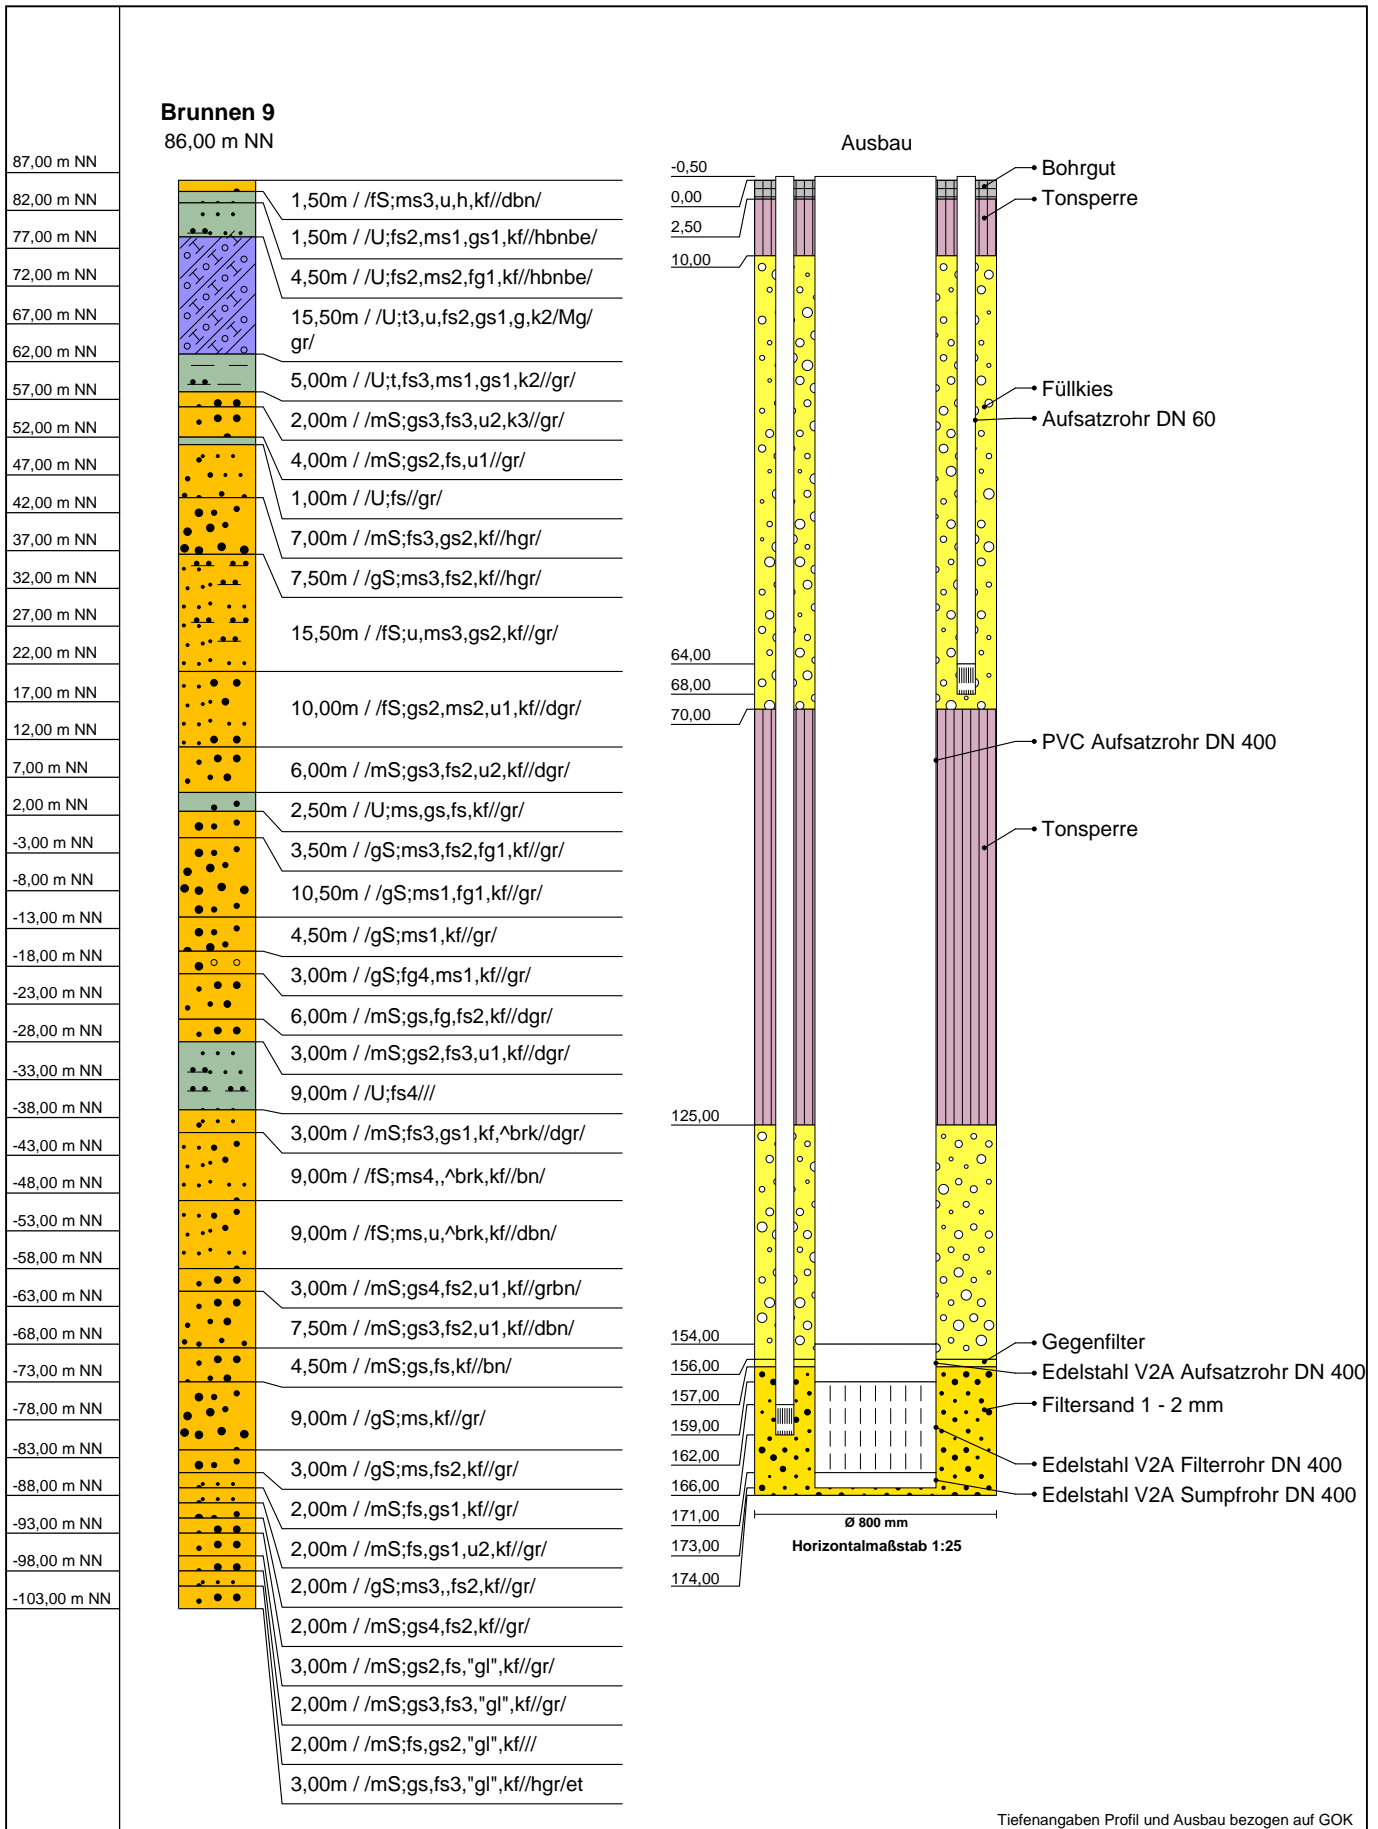 Brunnen 9
86,00 m NN
87,00 m NN
82,00 m NN
77,00 m NN
72,00 m NN
67,00 m NN
62,00 m NN
57,00 m NN
52,00 m NN
47,00 m NN
42,00 m NN
37,00 m NN
32,00 m NN
27,00 m NN
22,00 m NN
17,00 m NN
12,00 m NN
7,00 m NN
2,00 m NN
-3,00 m NN
-8,00 m NN
-13,00 m NN
-18,00 m NN
-23,00 m NN
-28,00 m NN
-33,00 m NN
-38,00 m NN
-43,00 m NN
-48,00 m NN
-53,00 m NN
-58,00 m NN
-63,00 m NN
-68,00 m NN
-73,00 m NN
-78,00 m NN
-83,00 m NN
-88,00 m NN
-93,00 m NN
-98,00 m NN
-103,00 m NN
1,50m / /fS;ms3,u,h,kf//dbn/
1,50m / /U;fs2,ms1,gs1,kf//hbnbe/
4,50m / /U;fs2,ms2,fg1,kf//hbnbe/
15,50m / /U;t3,u,fs2,gs1,g,k2/Mg/
gr/
5,00m / /U;t,fs3,ms1,gs1,k2//gr/
2,00m / /mS;gs3,fs3,u2,k3//gr/
4,00m / /mS;gs2,fs,u1//gr/
1,00m / /U;fs//gr/
7,00m / /mS;fs3,gs2,kf//hgr/
7,50m / /gS;ms3,fs2,kf//hgr/
15,50m / /fS;u,ms3,gs2,kf//gr/
10,00m / /fS;gs2,ms2,u1,kf//dgr/
6,00m / /mS;gs3,fs2,u2,kf//dgr/
2,50m / /U;ms,gs,fs,kf//gr/
3,50m / /gS;ms3,fs2,fg1,kf//gr/
10,50m / /gS;ms1,fg1,kf//gr/
4,50m / /gS;ms1,kf//gr/
3,00m / /gS;fg4,ms1,kf//gr/
6,00m / /mS;gs,fg,fs2,kf//dgr/
3,00m / /mS;gs2,fs3,u1,kf//dgr/
9,00m / /U;fs4///
3,00m / /mS;fs3,gs1,kf,^brk//dgr/
9,00m / /fS;ms4,,^brk,kf//bn/
9,00m / /fS;ms,u,^brk,kf//dbn/
3,00m / /mS;gs4,fs2,u1,kf//grbn/
7,50m / /mS;gs3,fs2,u1,kf//dbn/
4,50m / /mS;gs,fs,kf//bn/
9,00m / /gS;ms,kf//gr/
3,00m / /gS;ms,fs2,kf//gr/
2,00m / /mS;fs,gs1,kf//gr/
2,00m / /mS;fs,gs1,u2,kf//gr/
2,00m / /gS;ms3,,fs2,kf//gr/
2,00m / /mS;gs4,fs2,kf//gr/
3,00m / /mS;gs2,fs,"gl",kf//gr/
2,00m / /mS;gs3,fs3,"gl",kf//gr/
2,00m / /mS;fs,gs2,"gl",kf///
3,00m / /mS;gs,fs3,"gl",kf//hgr/et
Ausbau
-0,50
0,00
2,50
10,00
64,00
68,00
70,00
125,00
154,00
156,00
157,00
159,00
162,00
166,00
171,00
173,00
174,00
Bohrgut
Tonsperre
Füllkies
Aufsatzrohr DN 60
PVC Aufsatzrohr DN 400
Tonsperre
Gegenfilter
Edelstahl V2A Aufsatzrohr DN 400
Filtersand 1 - 2 mm
Edelstahl V2A Filterrohr DN 400
Edelstahl V2A Sumpfrohr DN 400
Ø 800 mm
Horizontalmaßstab 1:25
Tiefenangaben Profil und Ausbau bezogen auf GOK